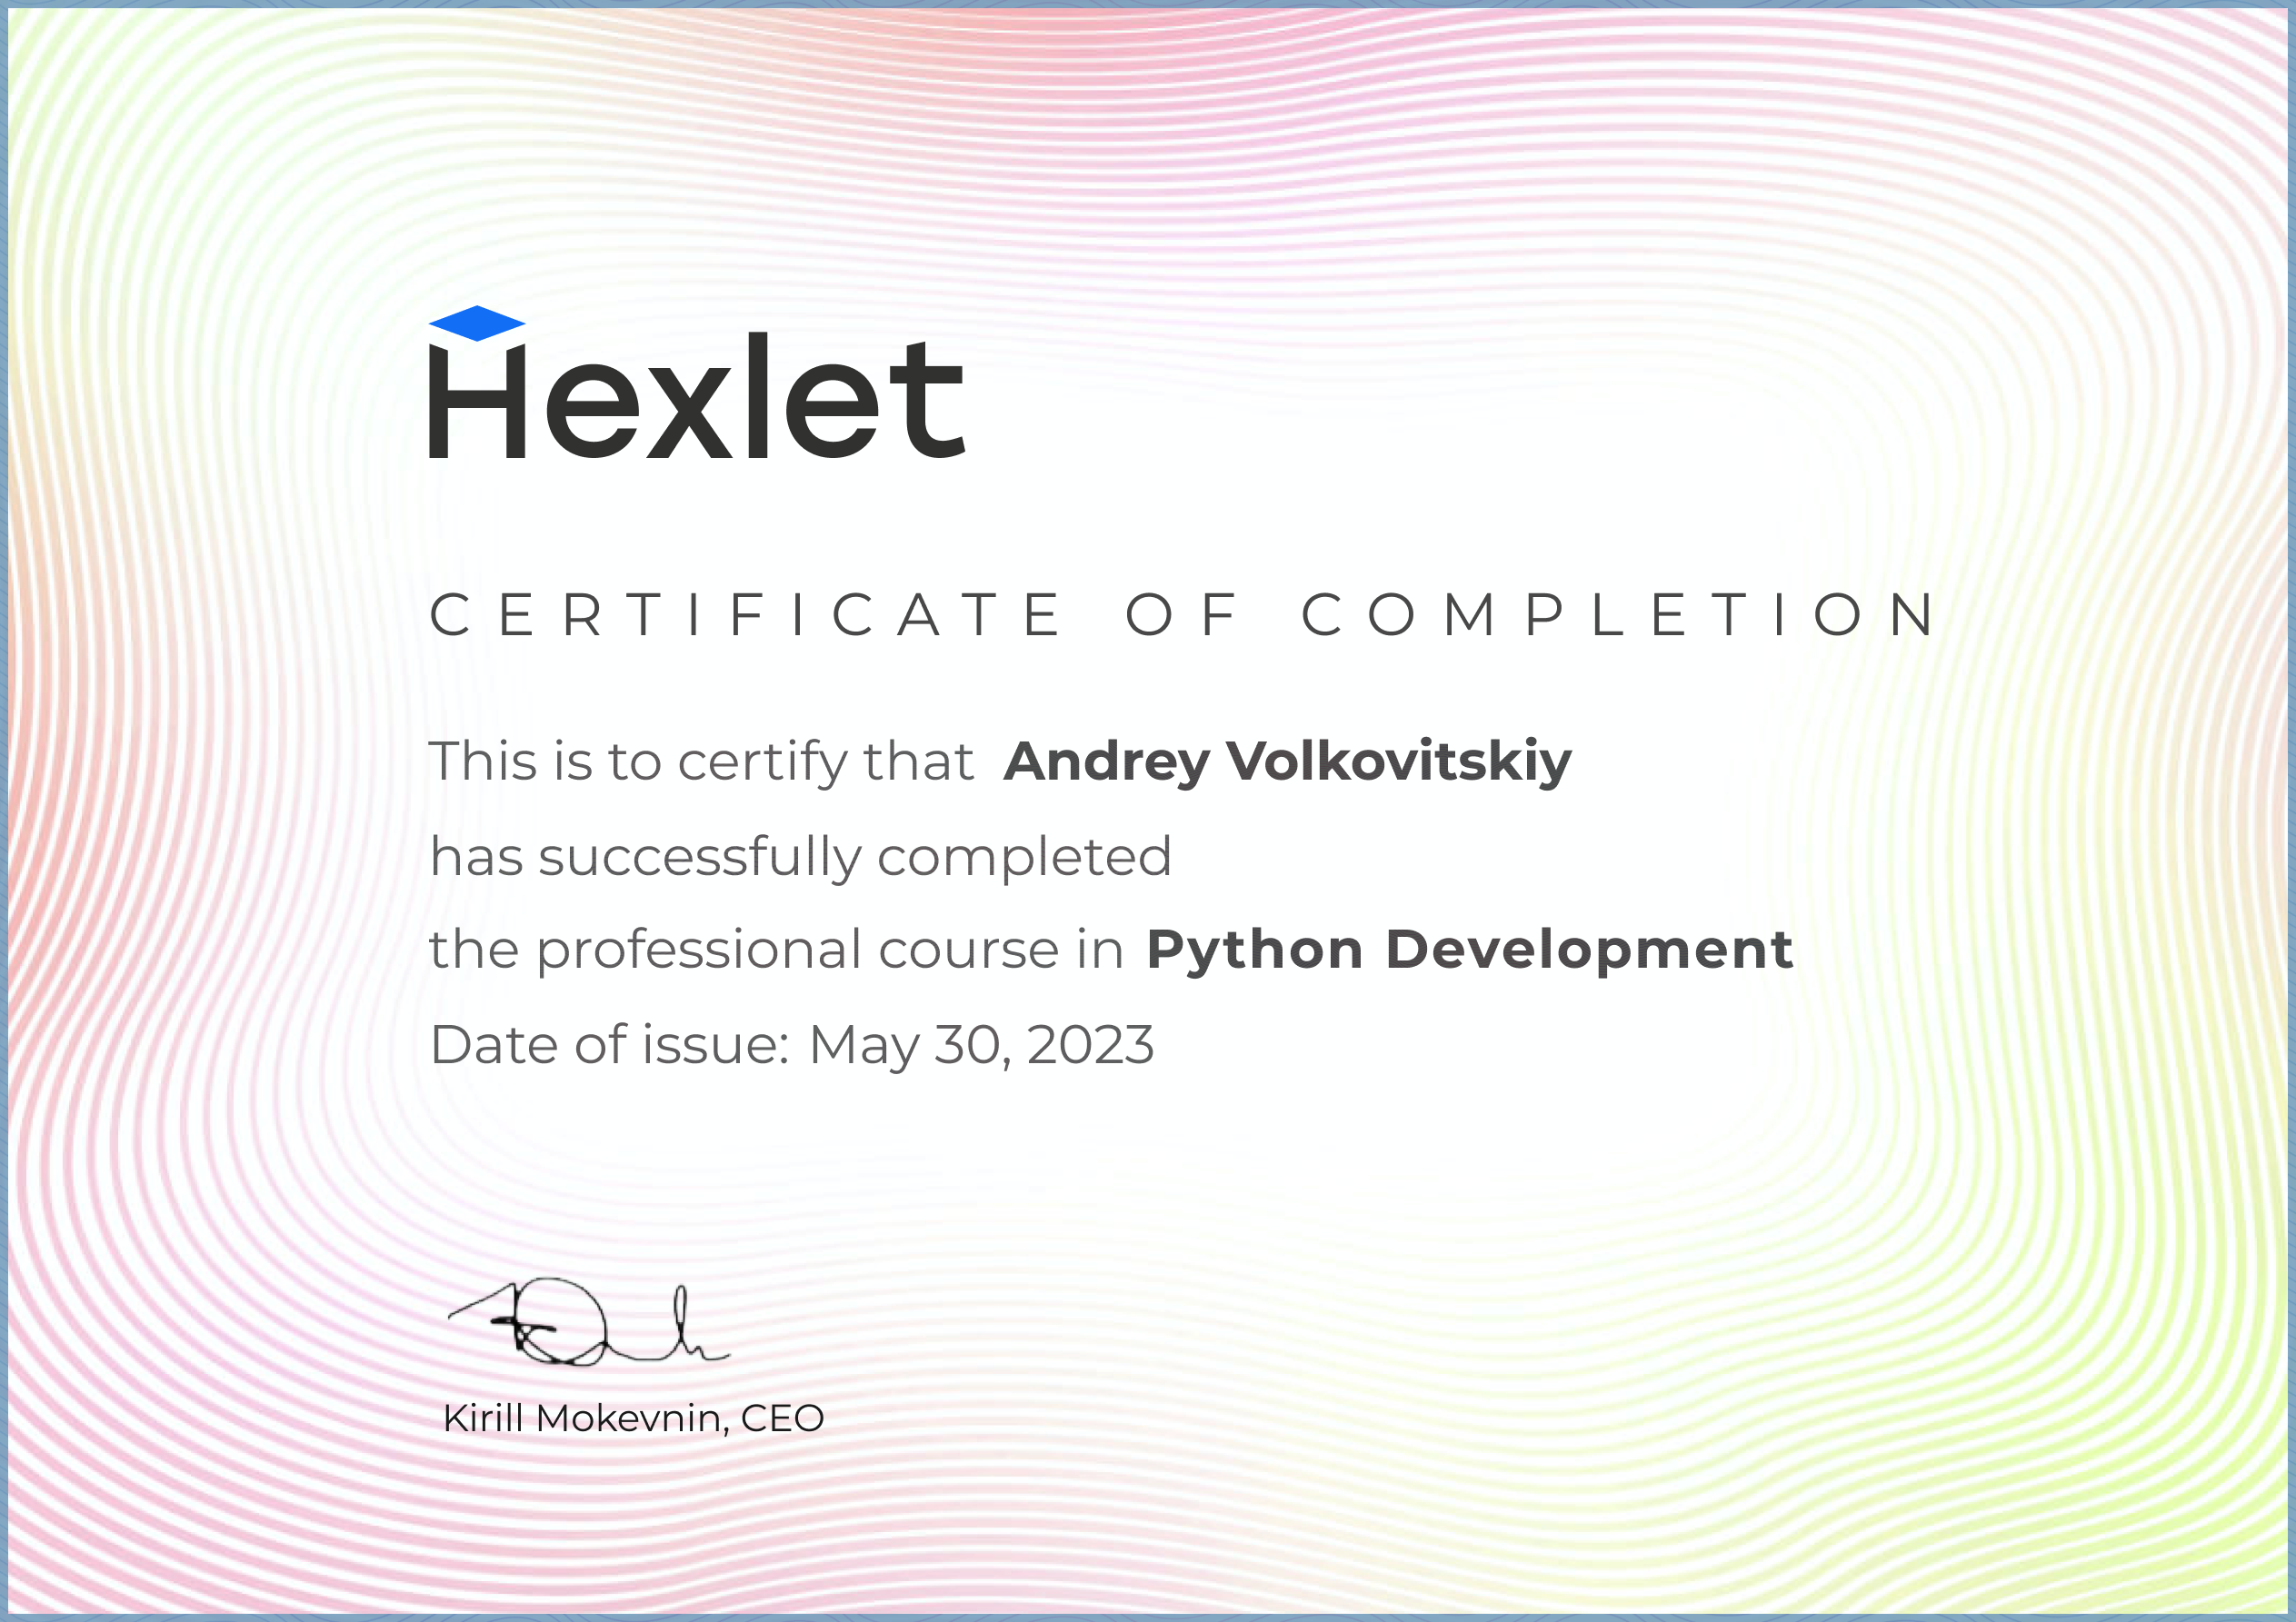 Hexlet
CERTIFICATE OF COMPLETION
This is to certify that Andrey Volkovitskiy
has successfully completed
the professional course in Python Development
Date of issue: May 30, 2023
Kirill Mokevnin, CEO